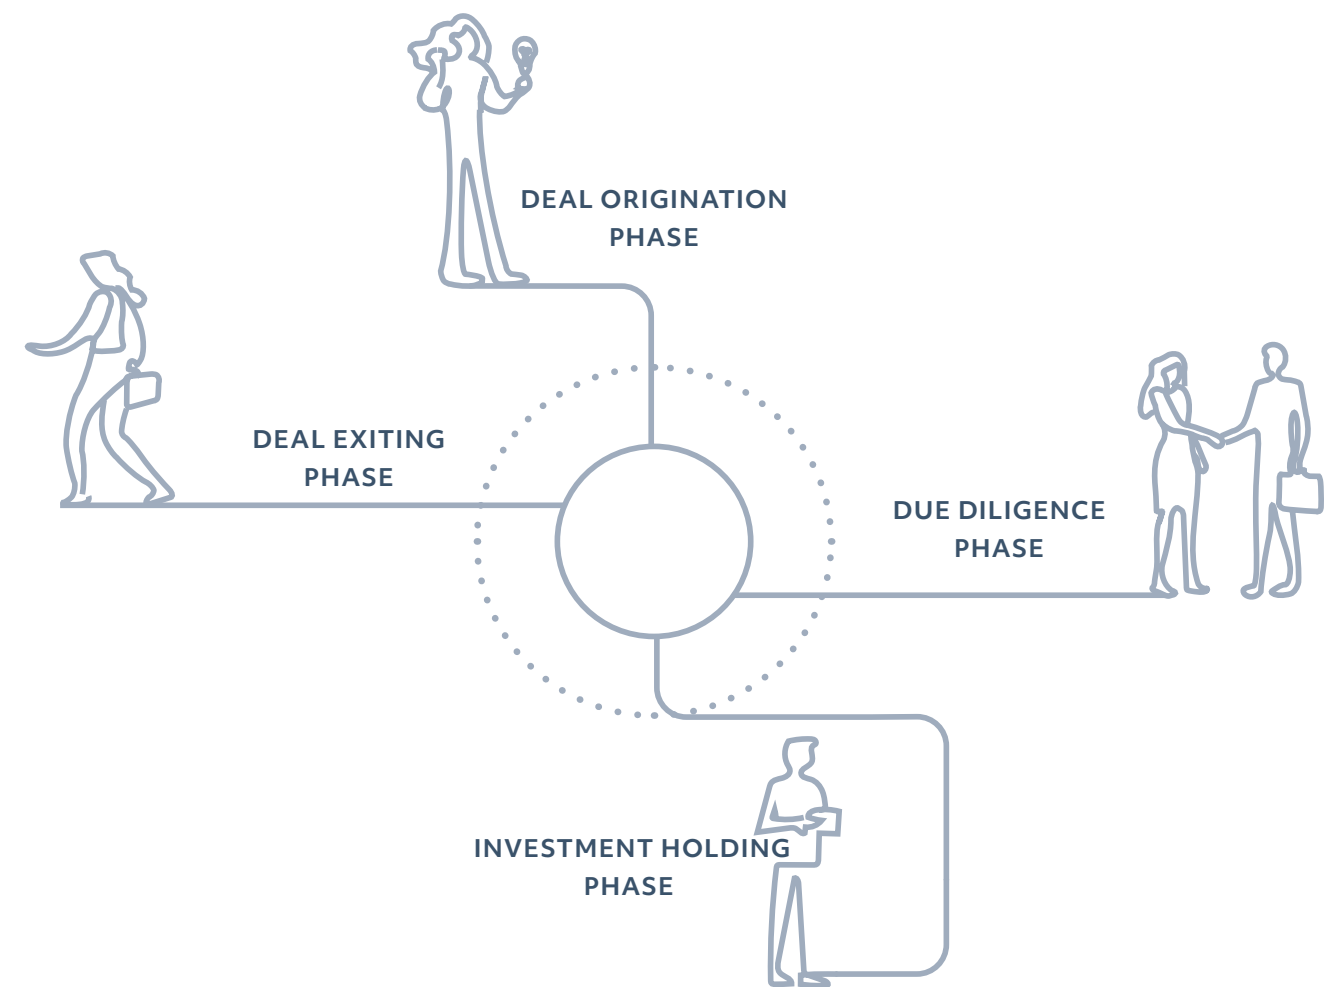 DEAL ORIGINATION
PHASE
DEAL EXITING
PHASE
DUE DILIGENCE
PHASE
INVESTMENT HOLDING
PHASE